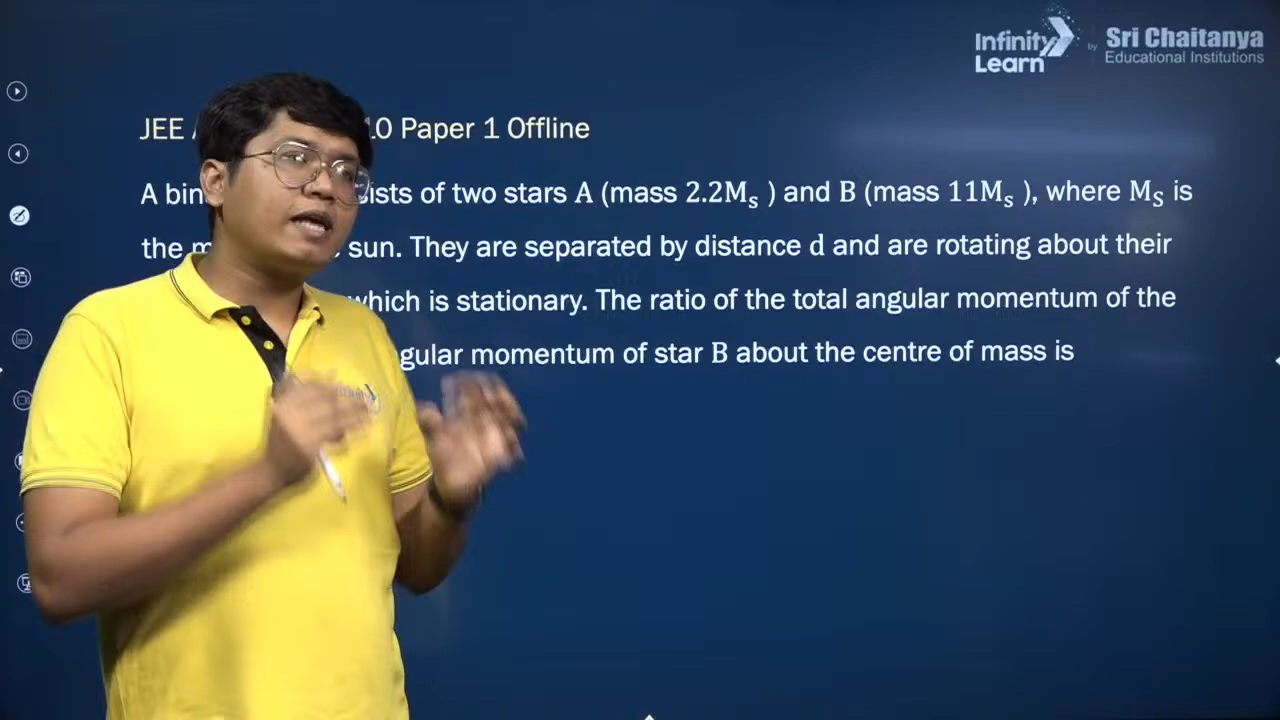 Infinity Learn
by
Sri Chaitanya
Educational Institutions
JEE 10 Paper 1 Offline
A bin ists of two stars A (mass 2.2Mₛ ) and B (mass 11Mₛ ), where M_S is
the m sun. They are separated by distance d and are rotating about their
which is stationary. The ratio of the total angular momentum of the
gular momentum of star B about the centre of mass is